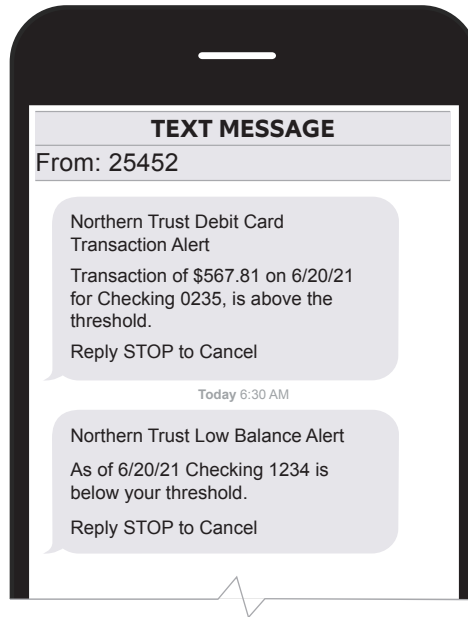 TEXT MESSAGE
From: 25452
Northern Trust Debit Card
Transaction Alert
Transaction of $567.81 on 6/20/21
for Checking 0235, is above the
threshold.
Reply STOP to Cancel
Today 6:30 AM
Northern Trust Low Balance Alert
As of 6/20/21 Checking 1234 is
below your threshold.
Reply STOP to Cancel